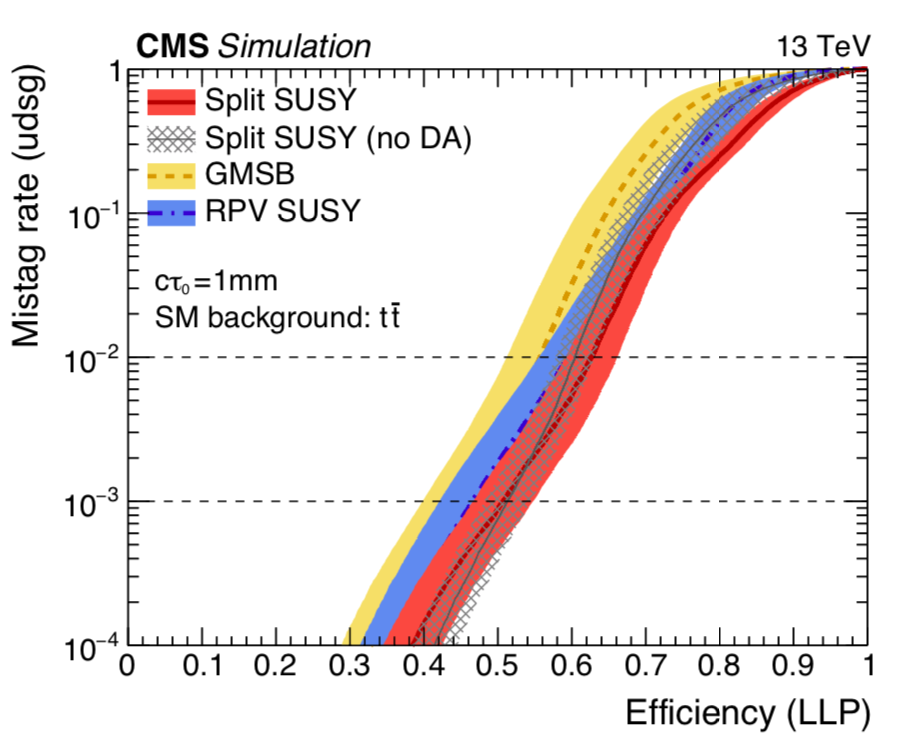 CMS Simulation 13 TeV
Mistag rate (udsg)
1
10⁻¹
10⁻²
10⁻³
10⁻⁴
Split SUSY
Split SUSY (no DA)
GMSB
RPV SUSY
cτ₀=1mm
SM background: tt̄
0 0.1 0.2 0.3 0.4 0.5 0.6 0.7 0.8 0.9 1
Efficiency (LLP)